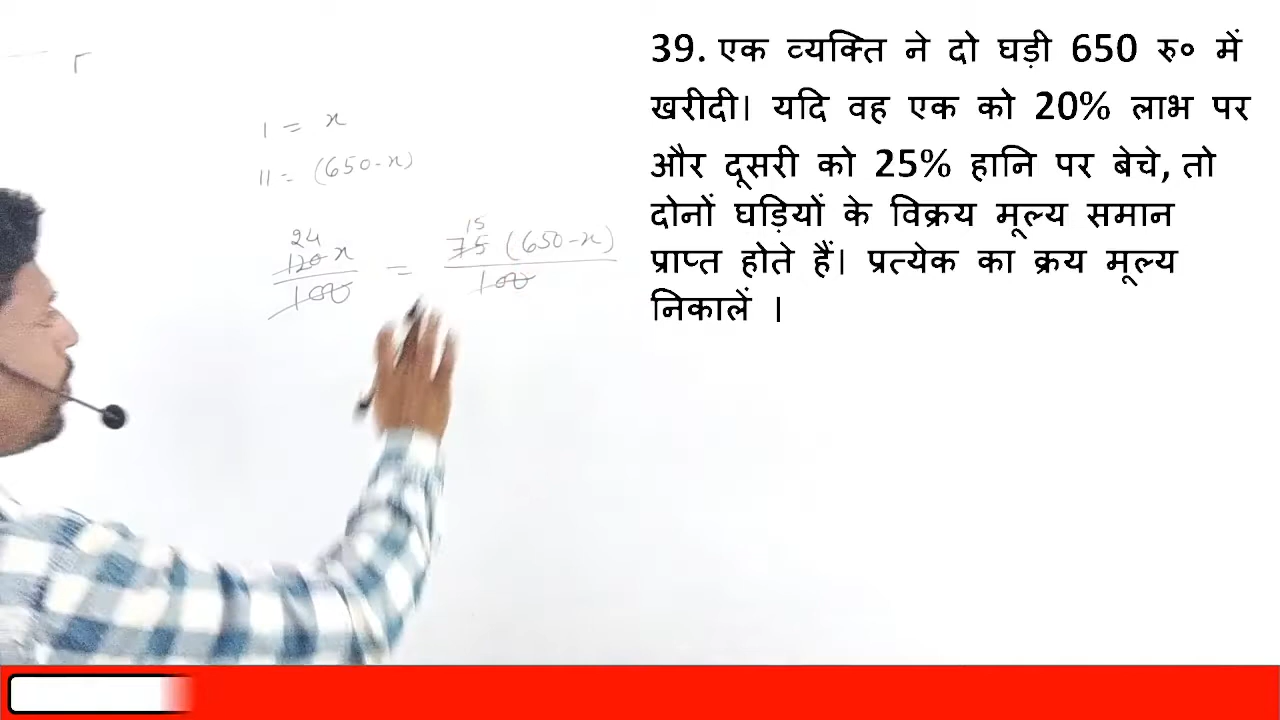 I = x
II = (650-x)
24 15
120x = 75 (650-x)
100 100
39. एक व्यक्ति ने दो घड़ी 650 रु० में
खरीदी। यदि वह एक को 20% लाभ पर
और दूसरी को 25% हानि पर बेचे, तो
दोनों घड़ियों के विक्रय मूल्य समान
प्राप्त होते हैं। प्रत्येक का क्रय मूल्य
निकालें ।